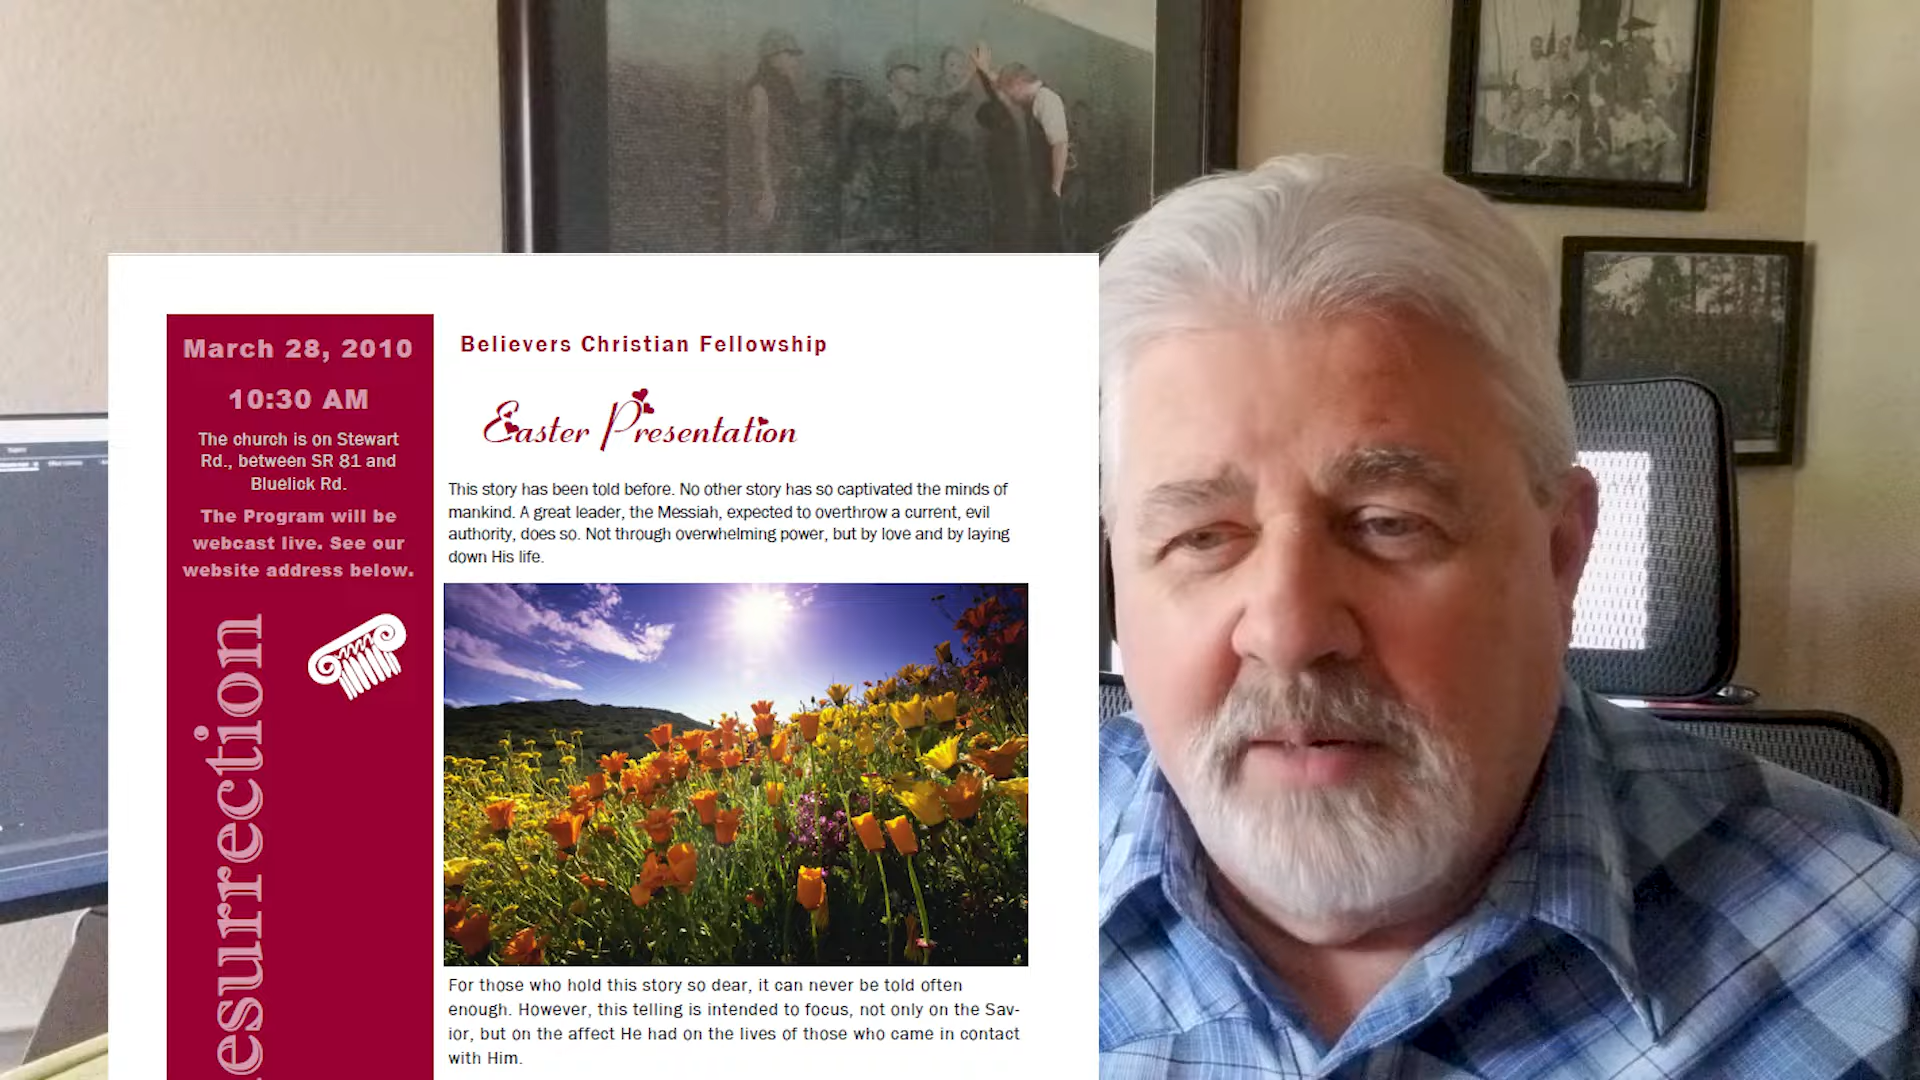 March 28, 2010
10:30 AM
The church is on Stewart
Rd., between SR 81 and
Bluelick Rd.
The Program will be
webcast live. See our
website address below.
esurrection
Believers Christian Fellowship
Easter Presentation
This story has been told before. No other story has so captivated the minds of
mankind. A great leader, the Messiah, expected to overthrow a current, evil
authority, does so. Not through overwhelming power, but by love and by laying
down His life.
For those who hold this story so dear, it can never be told often
enough. However, this telling is intended to focus, not only on the Sav-
ior, but on the affect He had on the lives of those who came in contact
with Him.